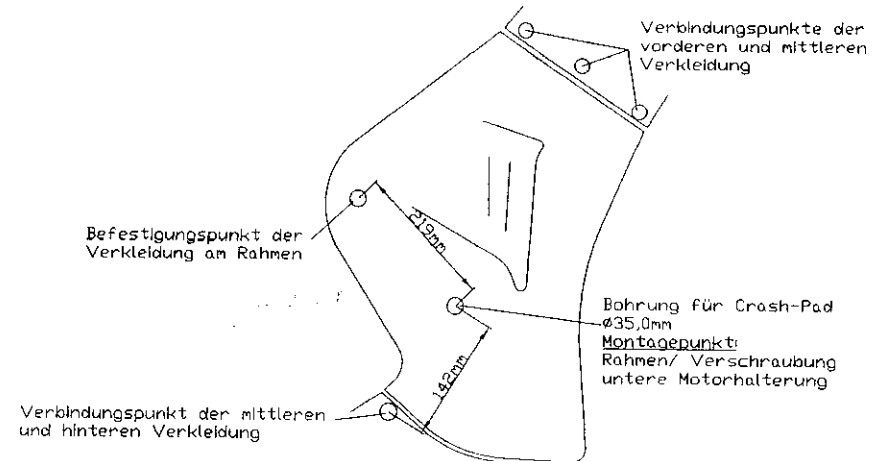 Verbindungspunkte der
vorderen und mittleren
Verkleidung
219mm
Befestigungspunkt der
Verkleidung am Rahmen
Bohrung für Crash-Pad
ø35,0mm
Montagepunkt:
Rahmen/ Verschraubung
untere Motorhalterung
142mm
Verbindungspunkt der mittleren
und hinteren Verkleidung